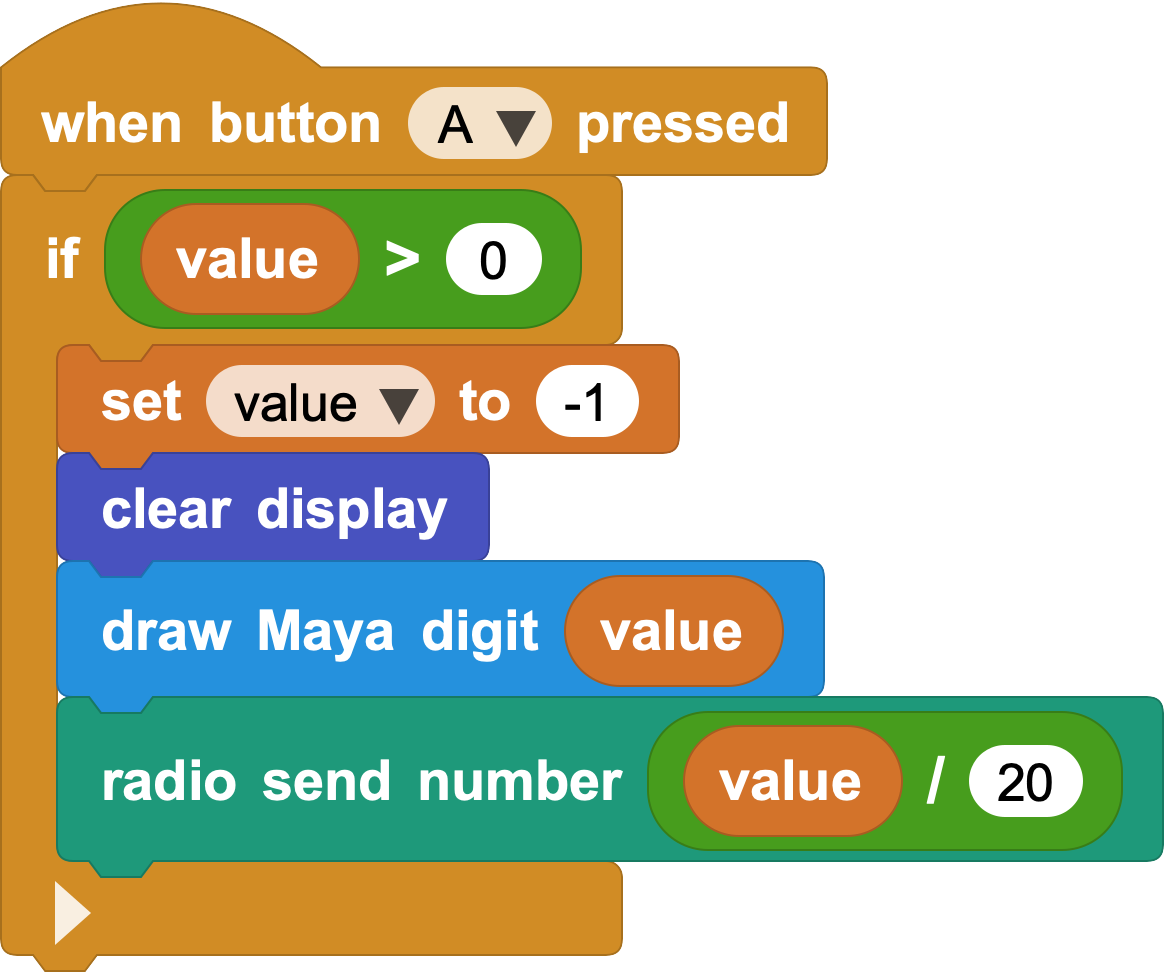 when button A pressed
if value > 0
set value to -1
clear display
draw Maya digit value
radio send number value / 20